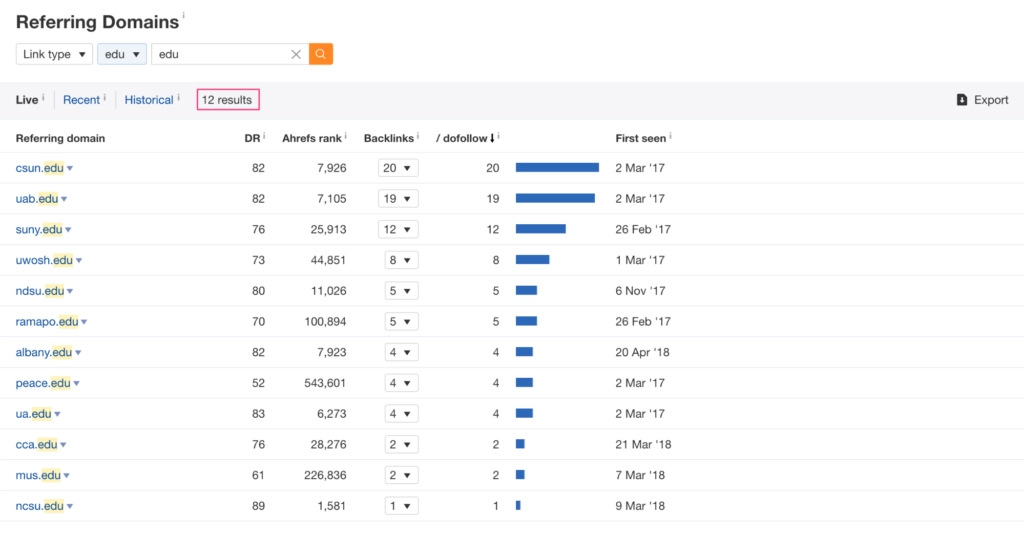 Referring Domains i
Link type ▼ edu ▼ edu ×
Live i Recent i Historical i 12 results Export
Referring domain DR i Ahrefs rank i Backlinks i / dofollow ↓ i First seen i
csun.edu ▼ 82 7,926 20 ▼ 20 2 Mar '17
uab.edu ▼ 82 7,105 19 ▼ 19 2 Mar '17
suny.edu ▼ 76 25,913 12 ▼ 12 26 Feb '17
uwosh.edu ▼ 73 44,851 8 ▼ 8 1 Mar '17
ndsu.edu ▼ 80 11,026 5 ▼ 5 6 Nov '17
ramapo.edu ▼ 70 100,894 5 ▼ 5 26 Feb '17
albany.edu ▼ 82 7,923 4 ▼ 4 20 Apr '18
peace.edu ▼ 52 543,601 4 ▼ 4 2 Mar '17
ua.edu ▼ 83 6,273 4 ▼ 4 2 Mar '17
cca.edu ▼ 76 28,276 2 ▼ 2 21 Mar '18
mus.edu ▼ 61 226,836 2 ▼ 2 7 Mar '18
ncsu.edu ▼ 89 1,581 1 ▼ 1 9 Mar '18